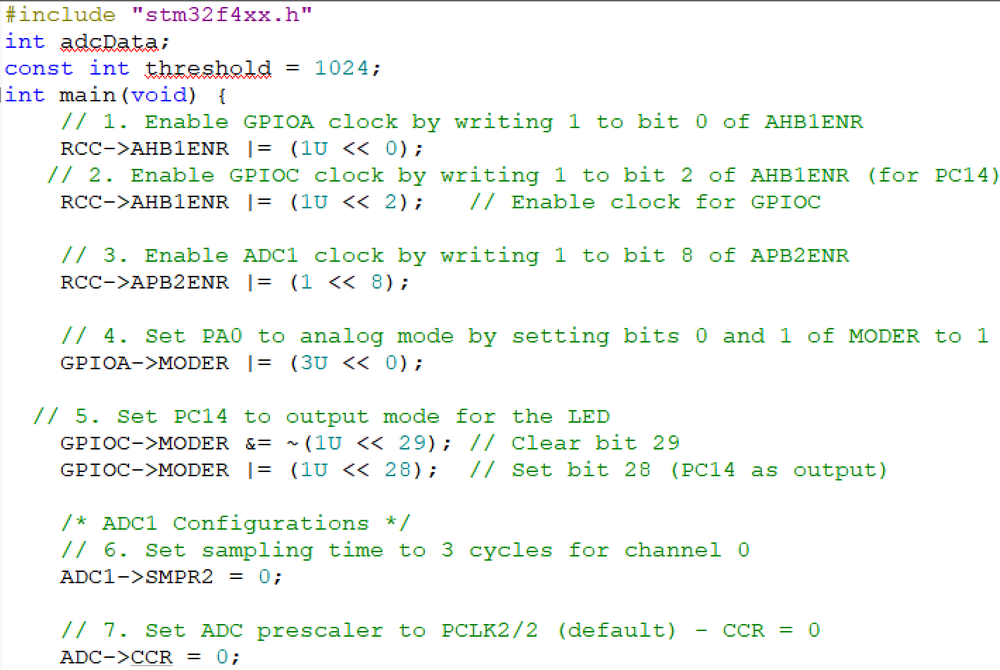 #include "stm32f4xx.h"
int adcData;
const int threshold = 1024;
int main(void) {
    // 1. Enable GPIOA clock by writing 1 to bit 0 of AHB1ENR
    RCC->AHB1ENR |= (1U << 0);
   // 2. Enable GPIOC clock by writing 1 to bit 2 of AHB1ENR (for PC14)
    RCC->AHB1ENR |= (1U << 2);   // Enable clock for GPIOC

    // 3. Enable ADC1 clock by writing 1 to bit 8 of APB2ENR
    RCC->APB2ENR |= (1 << 8);

    // 4. Set PA0 to analog mode by setting bits 0 and 1 of MODER to 1
    GPIOA->MODER |= (3U << 0);

  // 5. Set PC14 to output mode for the LED
    GPIOC->MODER &= ~(1U << 29); // Clear bit 29
    GPIOC->MODER |= (1U << 28);  // Set bit 28 (PC14 as output)

    /* ADC1 Configurations */
    // 6. Set sampling time to 3 cycles for channel 0
    ADC1->SMPR2 = 0;

    // 7. Set ADC prescaler to PCLK2/2 (default) - CCR = 0
    ADC->CCR = 0;